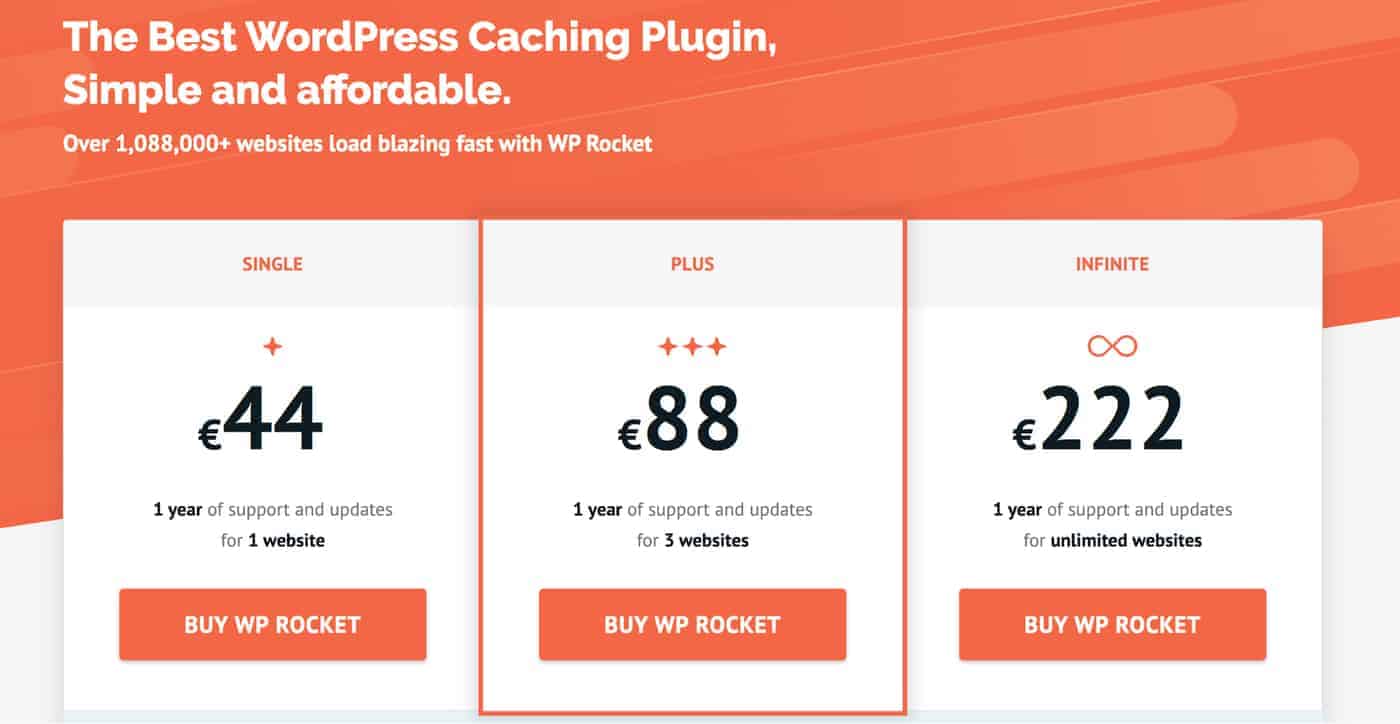 The Best WordPress Caching Plugin,
Simple and affordable.
Over 1,088,000+ websites load blazing fast with WP Rocket
SINGLE
€44
1 year of support and updates
for 1 website
BUY WP ROCKET
PLUS
€88
1 year of support and updates
for 3 websites
BUY WP ROCKET
INFINITE
€222
1 year of support and updates
for unlimited websites
BUY WP ROCKET